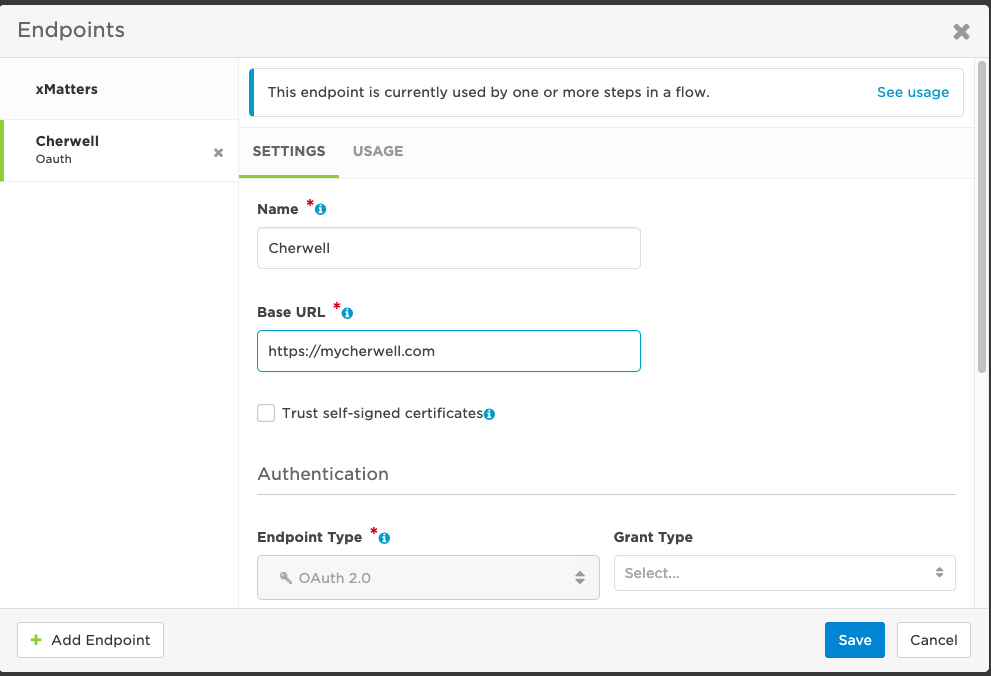 Endpoints
xMatters
Cherwell
Oauth
This endpoint is currently used by one or more steps in a flow.
See usage
SETTINGS
USAGE
Name *
Cherwell
Base URL *
https://mycherwell.com
Trust self-signed certificates
Authentication
Endpoint Type *
Grant Type
OAuth 2.0
Select...
+ Add Endpoint
Save
Cancel